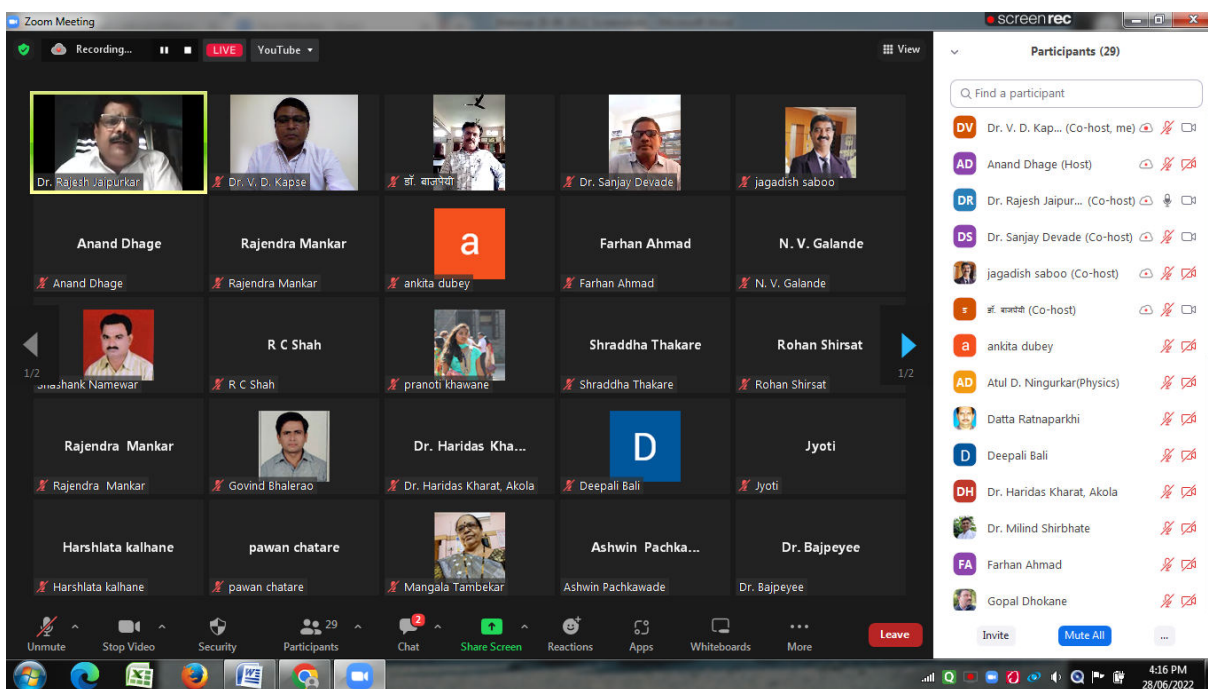 Zoom Meeting
screenrec
Recording...
LIVE
YouTube
View
Dr. Rajesh Jaipurkar
Dr. V. D. Kapse
डॉ. बाजपेयी
Dr. Sanjay Devade
jagadish saboo
Anand Dhage
Rajendra Mankar
a
Farhan Ahmad
N. V. Galande
Anand Dhage
Rajendra Mankar
ankita dubey
Farhan Ahmad
N. V. Galande
R C Shah
Shraddha Thakare
Rohan Shirsat
1/2
1/2
Shashank Namewar
R C Shah
pranoti khawane
Shraddha Thakare
Rohan Shirsat
Rajendra Mankar
Dr. Haridas Kha...
D
Jyoti
Rajendra Mankar
Govind Bhalerao
Dr. Haridas Kharat, Akola
Deepali Bali
Jyoti
Harshlata kalhane
pawan chatare
Ashwin Pachka...
Dr. Bajpeyee
Harshlata kalhane
pawan chatare
Mangala Tambekar
Ashwin Pachkawade
Dr. Bajpeyee
Unmute
Stop Video
Security
29
Participants
2
Chat
Share Screen
Reactions
Apps
Whiteboards
More
Leave
Participants (29)
Find a participant
DV Dr. V. D. Kap... (Co-host, me)
AD Anand Dhage (Host)
DR Dr. Rajesh Jaipur... (Co-host)
DS Dr. Sanjay Devade (Co-host)
jagadish saboo (Co-host)
डॉ. बाजपेयी (Co-host)
a ankita dubey
AD Atul D. Ningurkar(Physics)
Datta Ratnaparkhi
D Deepali Bali
DH Dr. Haridas Kharat, Akola
Dr. Milind Shirbhate
FA Farhan Ahmad
Gopal Dhokane
Invite
Mute All
...
4:16 PM
28/06/2022